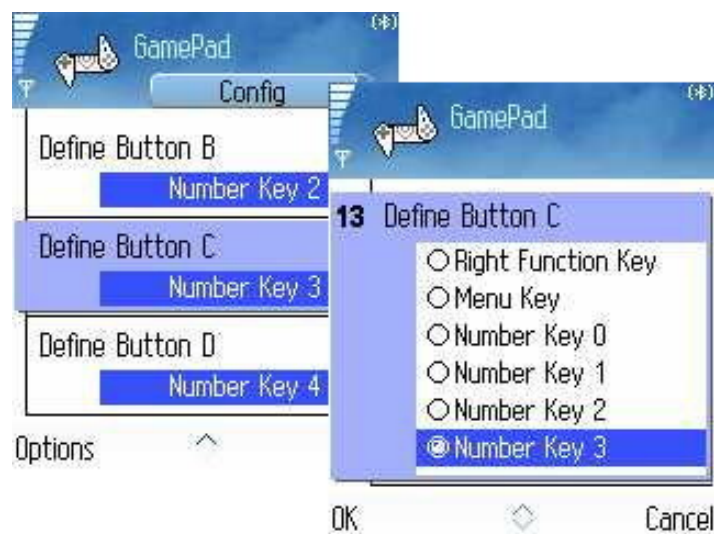 GamePad
Config
Define Button B
Number Key 2
Define Button C
Number Key 3
Define Button D
Number Key 4
Options
GamePad
13 Define Button C
Right Function Key
Menu Key
Number Key 0
Number Key 1
Number Key 2
Number Key 3
OK
Cancel